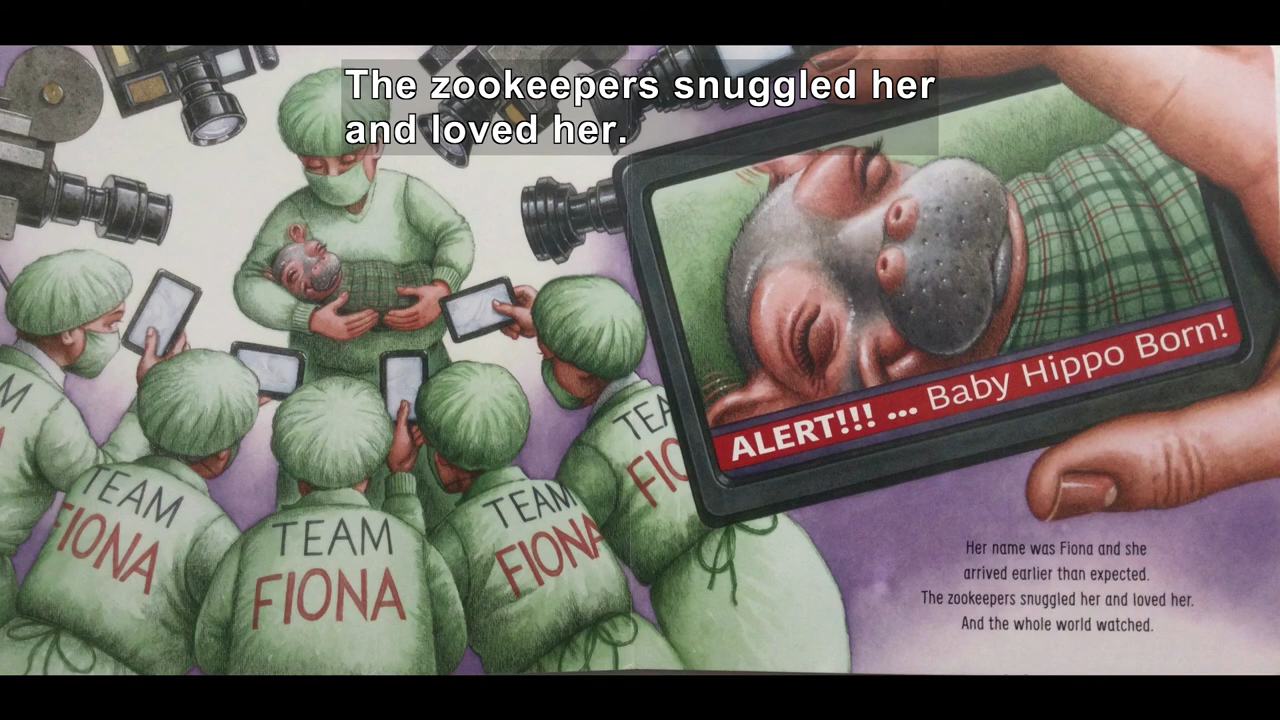 The zookeepers snuggled her
and loved her.
ALERT!!! ... Baby Hippo Born!
TEAM
FIONA
TEAM
FIONA
TEAM
FIONA
Her name was Fiona and she
arrived earlier than expected.
The zookeepers snuggled her and loved her.
And the whole world watched.